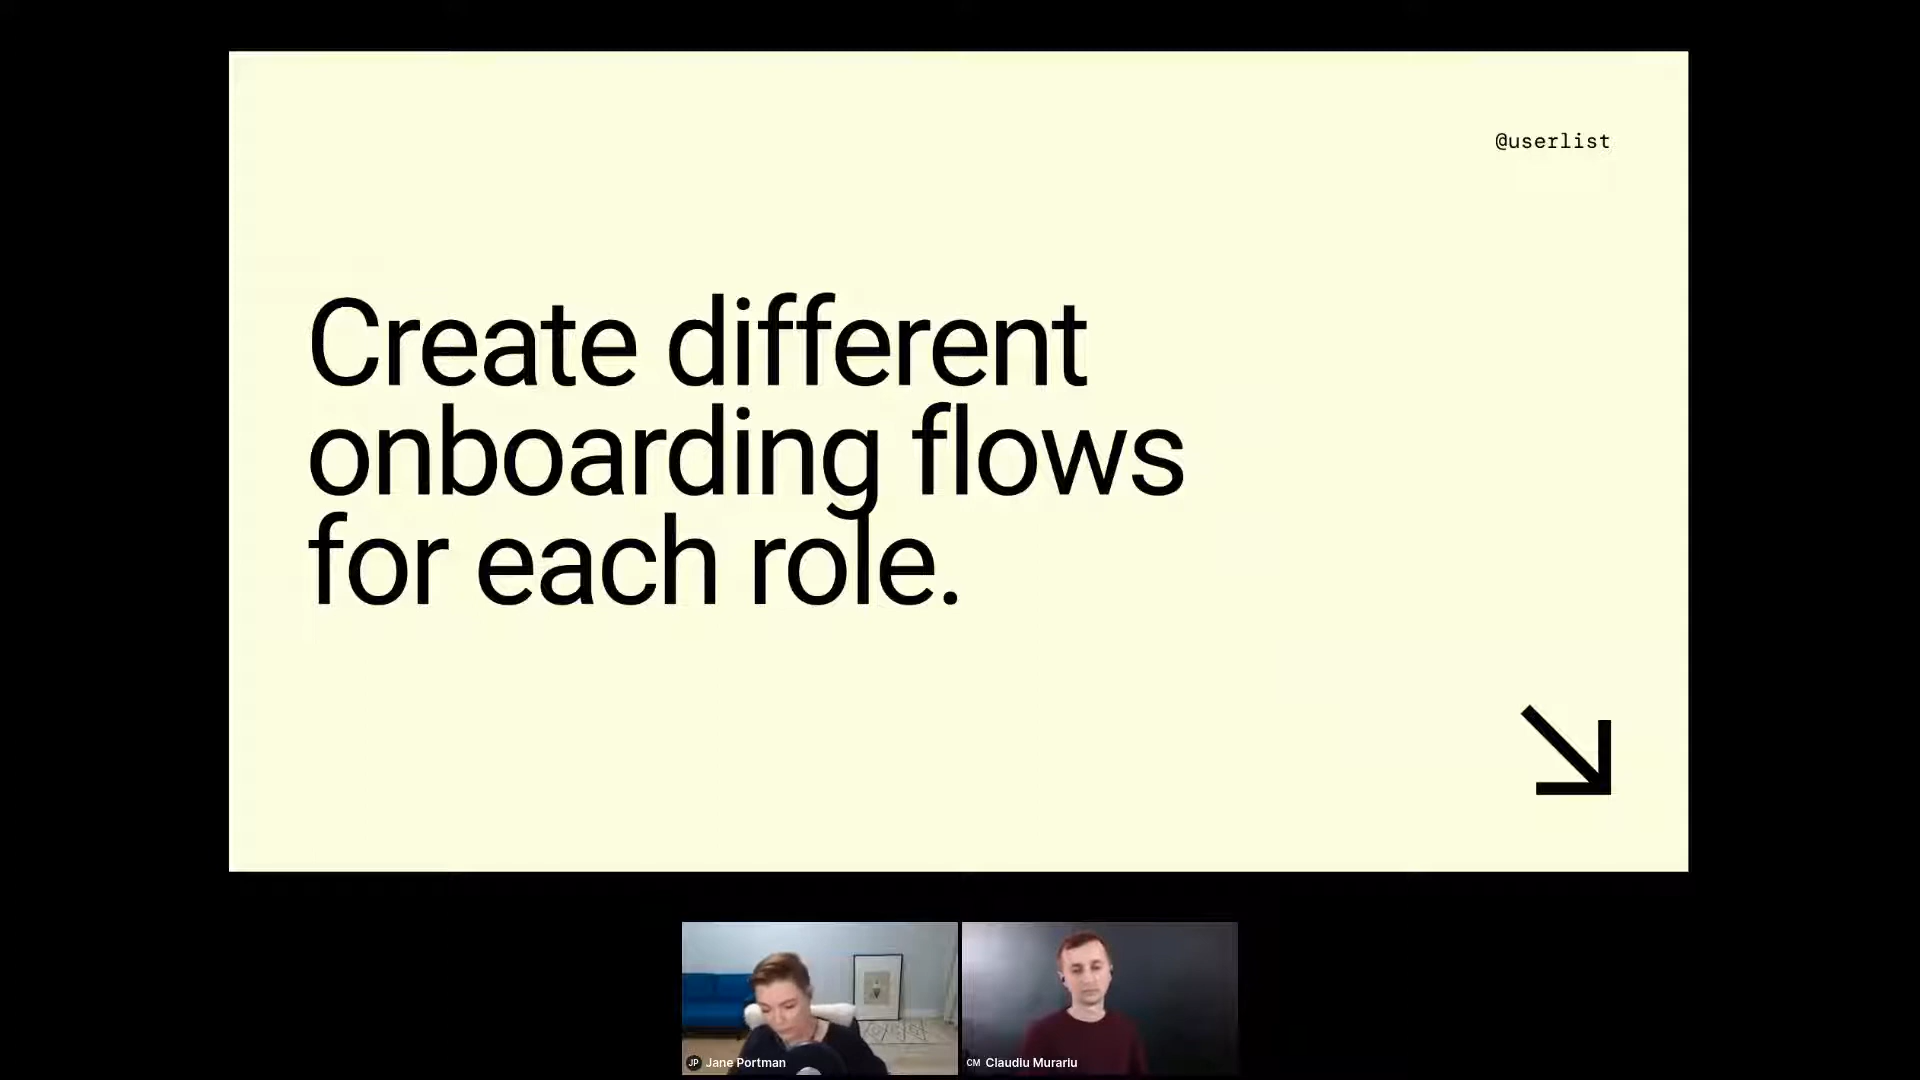 @userlist
Create different
onboarding flows
for each role.
JP Jane Portman
CM Claudiu Murariu